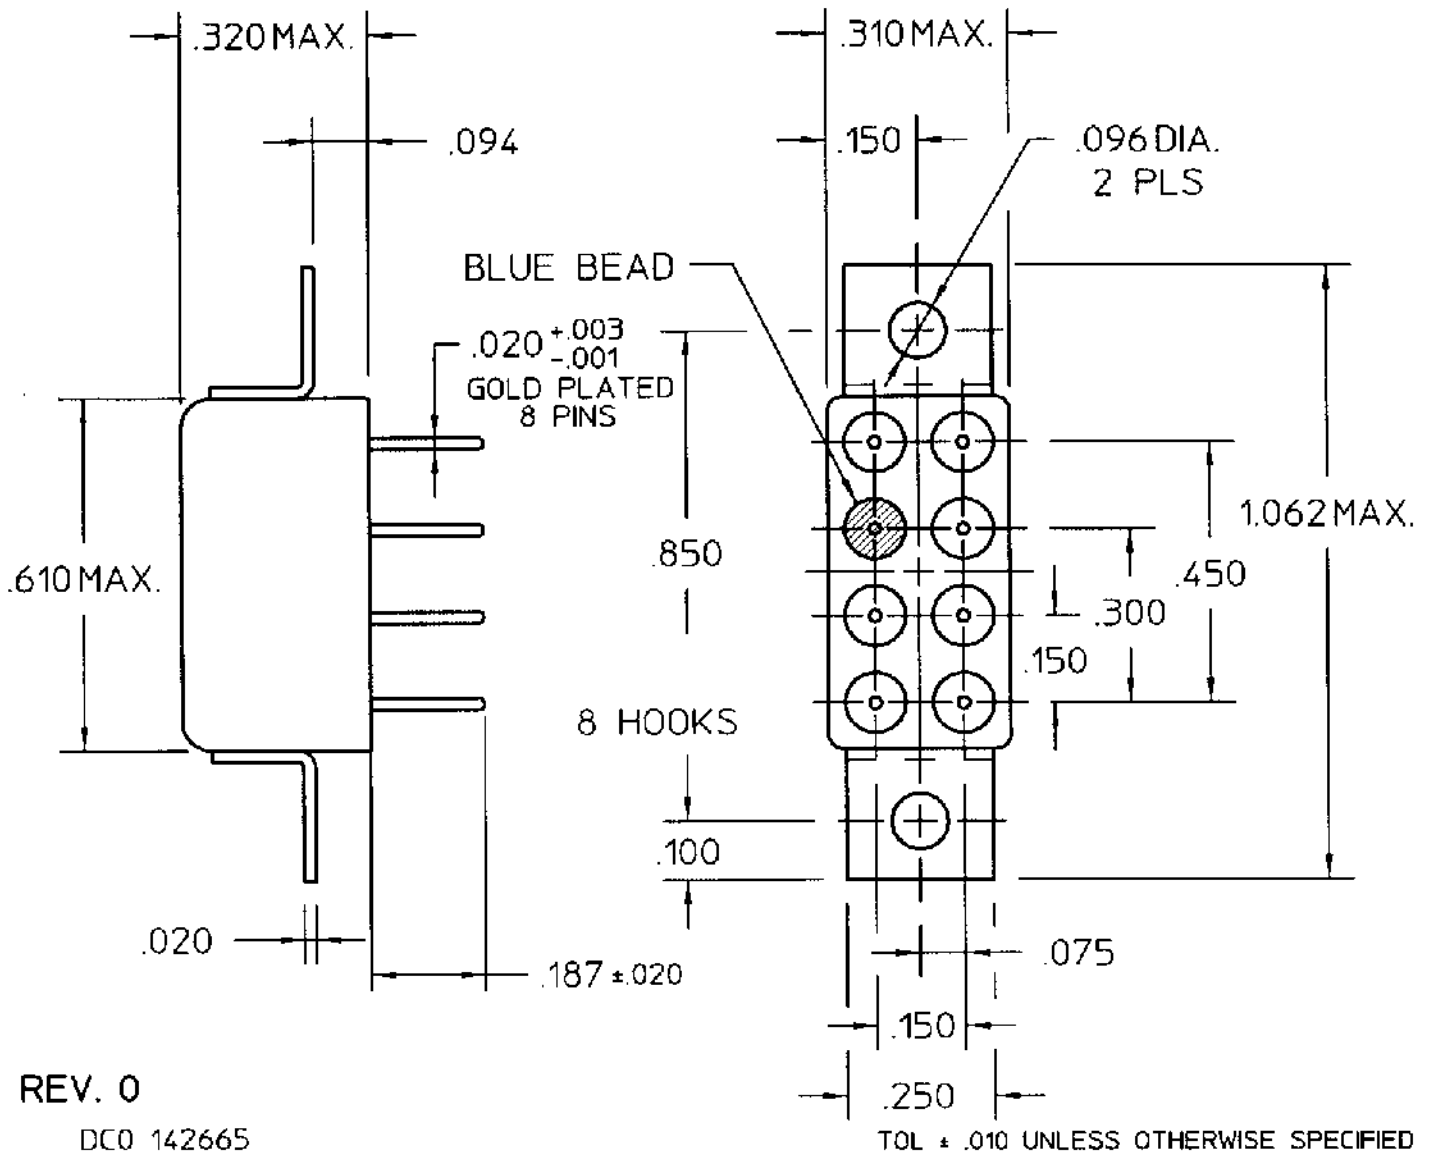 .320 MAX.
.310 MAX.
.094
.150
.096 DIA.
2 PLS
BLUE BEAD
.020 +.003
-.001
GOLD PLATED
8 PINS
1.062 MAX.
.850
.610 MAX.
.450
.300
.150
8 HOOKS
.100
.020
.187 ±.020
.075
.150
.250
REV. 0
DCO 142665
TOL ± .010 UNLESS OTHERWISE SPECIFIED